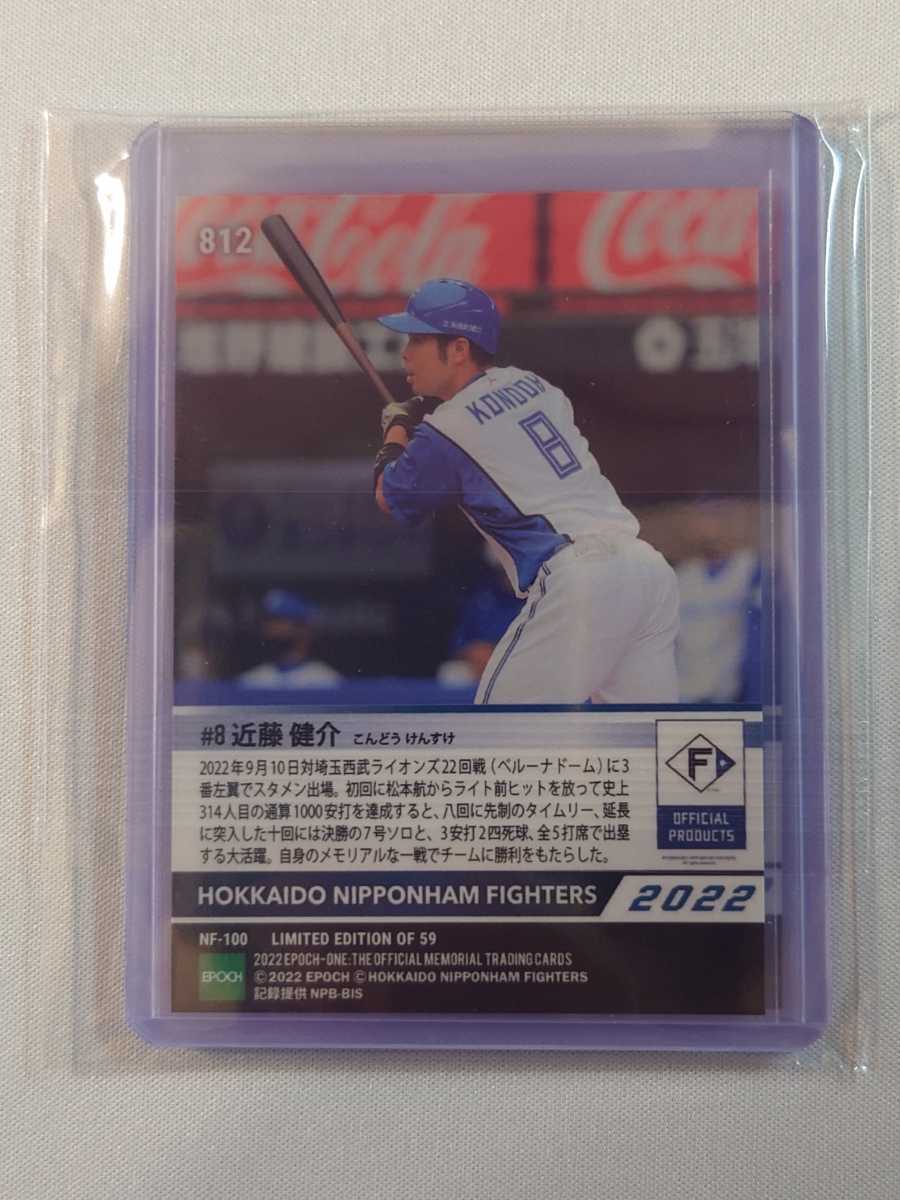 Coca-Cola
Coca
812
KONDOH
8
#8 近藤 健介 こんどう けんすけ
2022年9月10日対埼玉西武ライオンズ22回戦（ベルーナドーム）に3
番左翼でスタメン出場。初回に松本航からライト前ヒットを放って史上
314人目の通算1000安打を達成すると、八回に先制のタイムリー、延長
に突入した十回には決勝の7号ソロと、3安打2四死球、全5打席で出塁
する大活躍。自身のメモリアルな一戦でチームに勝利をもたらした。
F
OFFICIAL
PRODUCTS
HOKKAIDO NIPPONHAM FIGHTERS 2022
NF-100 LIMITED EDITION OF 59
EPOCH
2022 EPOCH-ONE:THE OFFICIAL MEMORIAL TRADING CARDS
Ⓒ2022 EPOCH ⒸHOKKAIDO NIPPONHAM FIGHTERS
記録提供 NPB-BIS